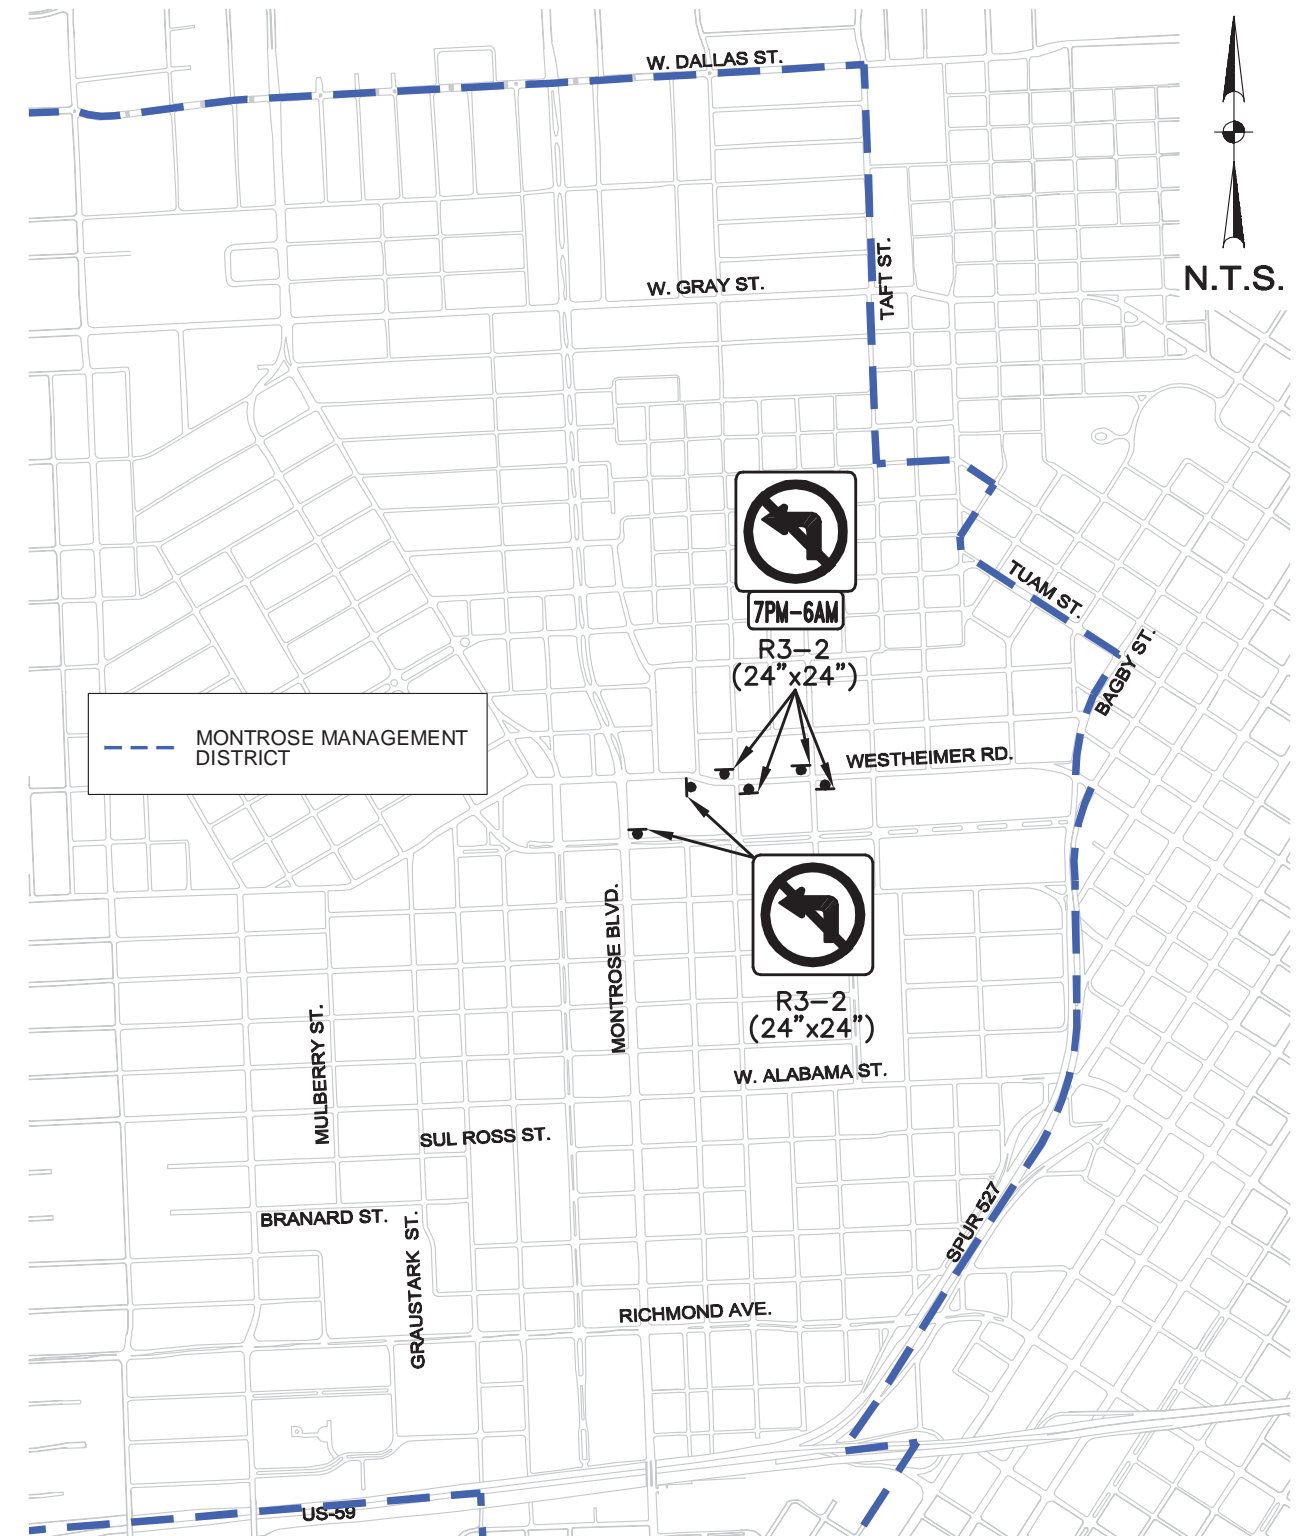 W. DALLAS ST.
TAFT ST.
N.T.S.
W. GRAY ST.
7PM-6AM
R3-2
(24"x24")
TUAM ST.
BAGBY ST.
MONTROSE MANAGEMENT
DISTRICT
WESTHEIMER RD.
MONTROSE BLVD.
R3-2
(24"x24")
MULBERRY ST.
W. ALABAMA ST.
SUL ROSS ST.
BRANARD ST.
GRAUSTARK ST.
SPUR 527
RICHMOND AVE.
US-59